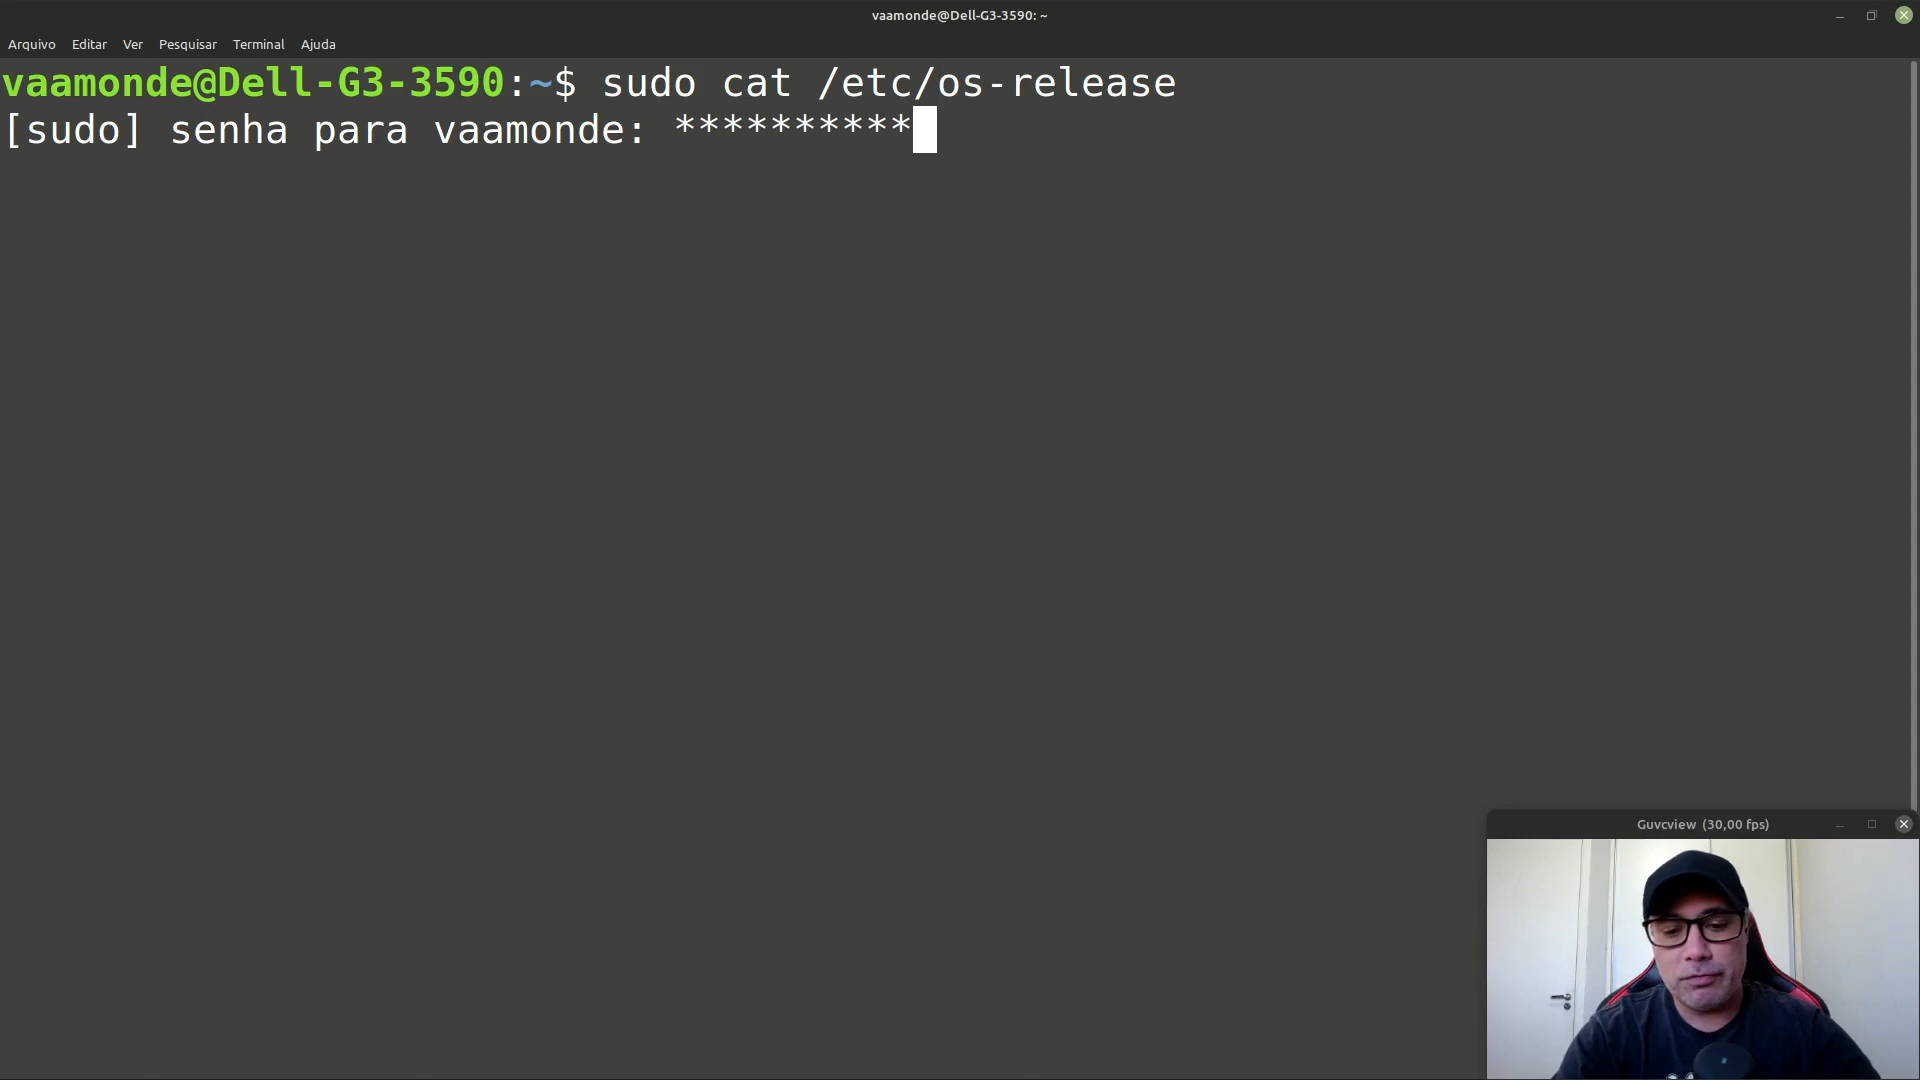 vaamonde@Dell-G3-3590: ~
Arquivo Editar Ver Pesquisar Terminal Ajuda
vaamonde@Dell-G3-3590:~$ sudo cat /etc/os-release
[sudo] senha para vaamonde: **********
Guvcview (30,00 fps)